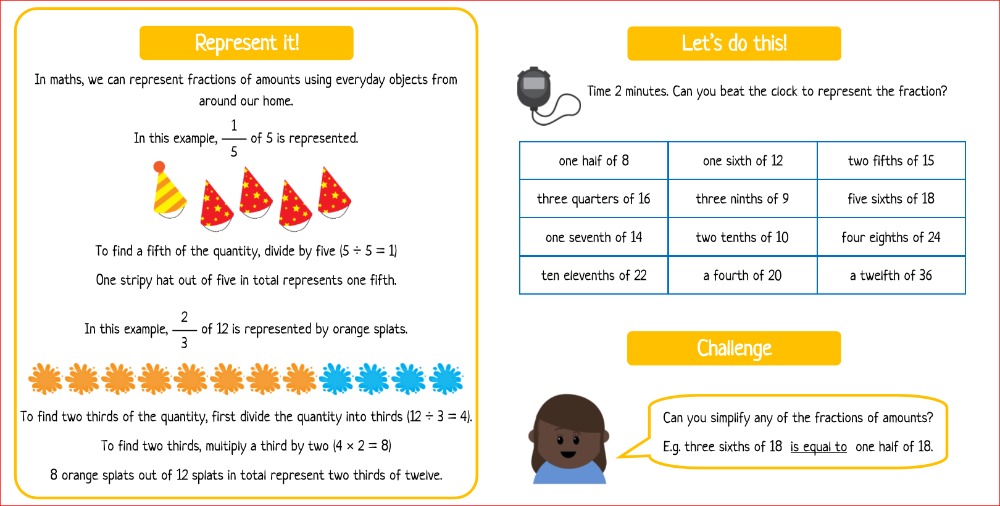 Represent it!
In maths, we can represent fractions of amounts using everyday objects from
around our home.
In this example, 1/5 of 5 is represented.
To find a fifth of the quantity, divide by five (5 ÷ 5 = 1)
One stripy hat out of five in total represents one fifth.
In this example, 2/3 of 12 is represented by orange splats.
To find two thirds of the quantity, first divide the quantity into thirds (12 ÷ 3 = 4).
To find two thirds, multiply a third by two (4 × 2 = 8)
8 orange splats out of 12 splats in total represent two thirds of twelve.
Let's do this!
Time 2 minutes. Can you beat the clock to represent the fraction?
one half of 8 one sixth of 12 two fifths of 15
three quarters of 16 three ninths of 9 five sixths of 18
one seventh of 14 two tenths of 10 four eighths of 24
ten elevenths of 22 a fourth of 20 a twelfth of 36
Challenge
Can you simplify any of the fractions of amounts?
E.g. three sixths of 18 is equal to one half of 18.